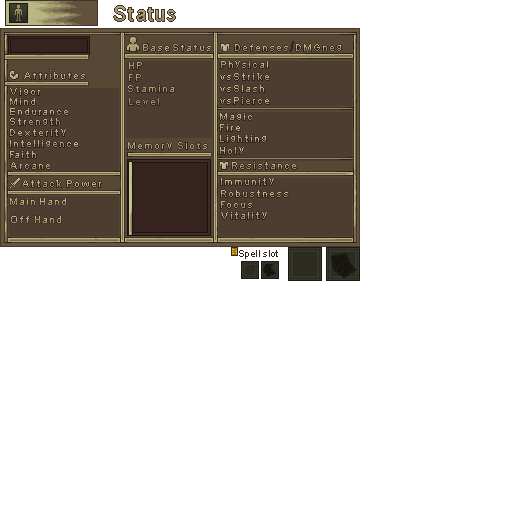 Status
Attributes
Vigor
Mind
Endurance
Strength
Dexterity
Intelligence
Faith
Arcane
Attack Power
Main Hand
Off Hand
Base Status
HP
FP
Stamina
Level
Memory Slots
Defenses /DMGneg
Physical
vsStrike
vsSlash
vsPierce
Magic
Fire
Lighting
Holy
Resistance
Immunity
Robustness
Focus
Vitality
Spell slot